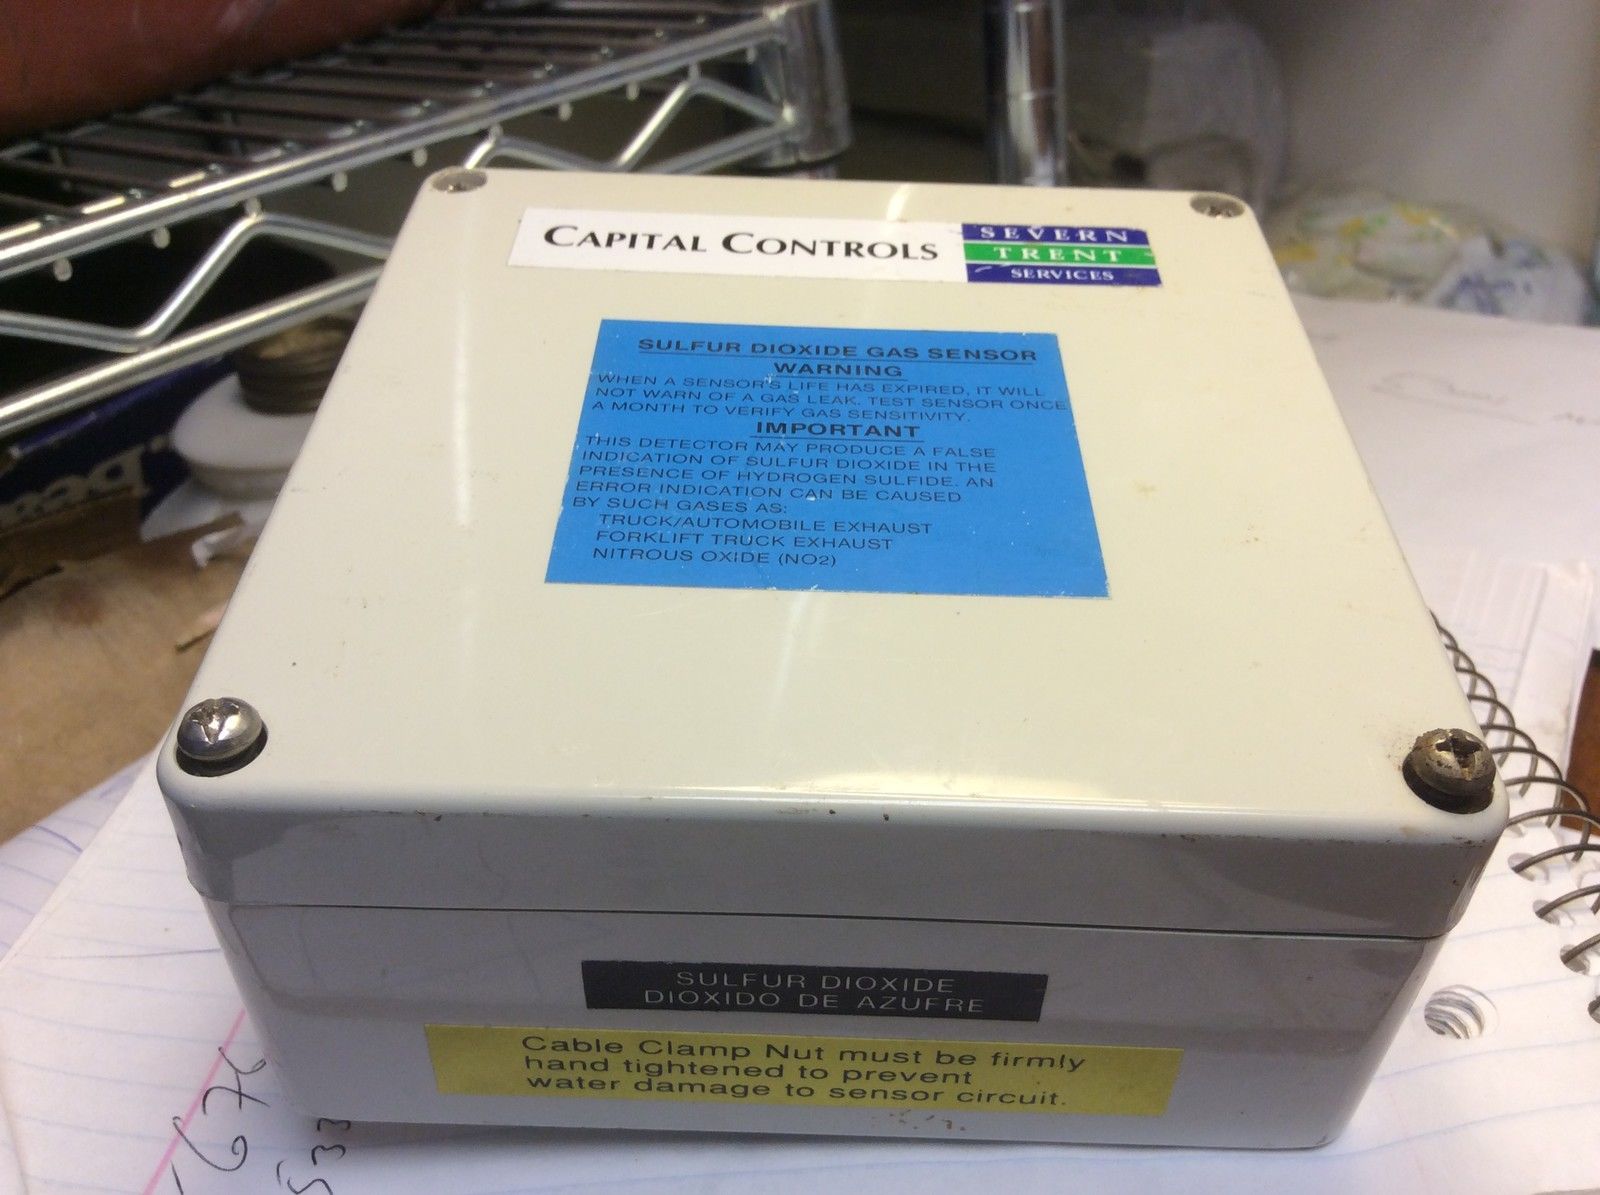 CAPITAL CONTROLS
SEVERN
TRENT
SERVICES
SULFUR DIOXIDE GAS SENSOR
WARNING
WHEN A SENSOR'S LIFE HAS EXPIRED, IT WILL
NOT WARN OF A GAS LEAK. TEST SENSOR ONCE
A MONTH TO VERIFY GAS SENSITIVITY.
IMPORTANT
THIS DETECTOR MAY PRODUCE A FALSE
INDICATION OF SULFUR DIOXIDE IN THE
PRESENCE OF HYDROGEN SULFIDE. AN
ERROR INDICATION CAN BE CAUSED
BY SUCH GASES AS:
TRUCK/AUTOMOBILE EXHAUST
FORKLIFT TRUCK EXHAUST
NITROUS OXIDE (NO2)
SULFUR DIOXIDE
DIOXIDO DE AZUFRE
Cable Clamp Nut must be firmly
hand tightened to prevent
water damage to sensor circuit.
676
533